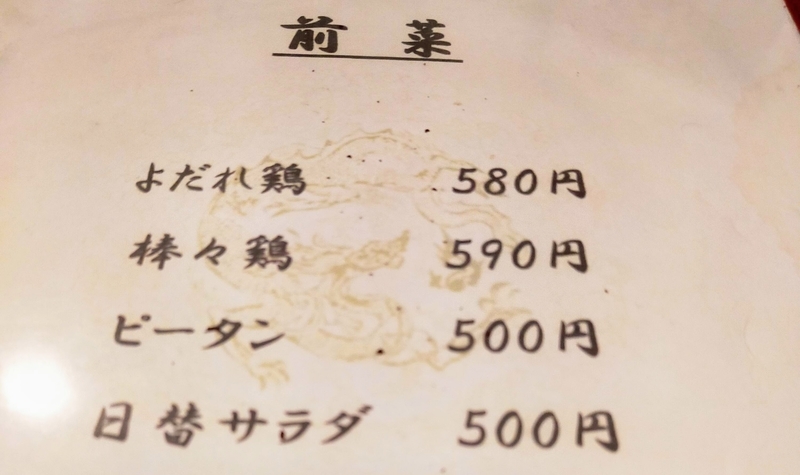 前 菜
よだれ鶏 580円
棒々鶏 590円
ピータン 500円
日替サラダ 500円